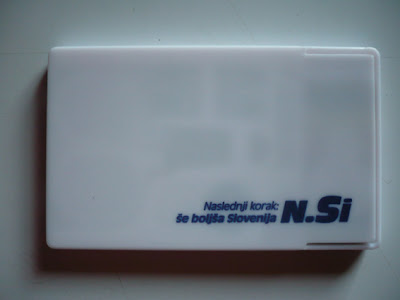 Naslednji korak:
še boljša Slovenija N.Si